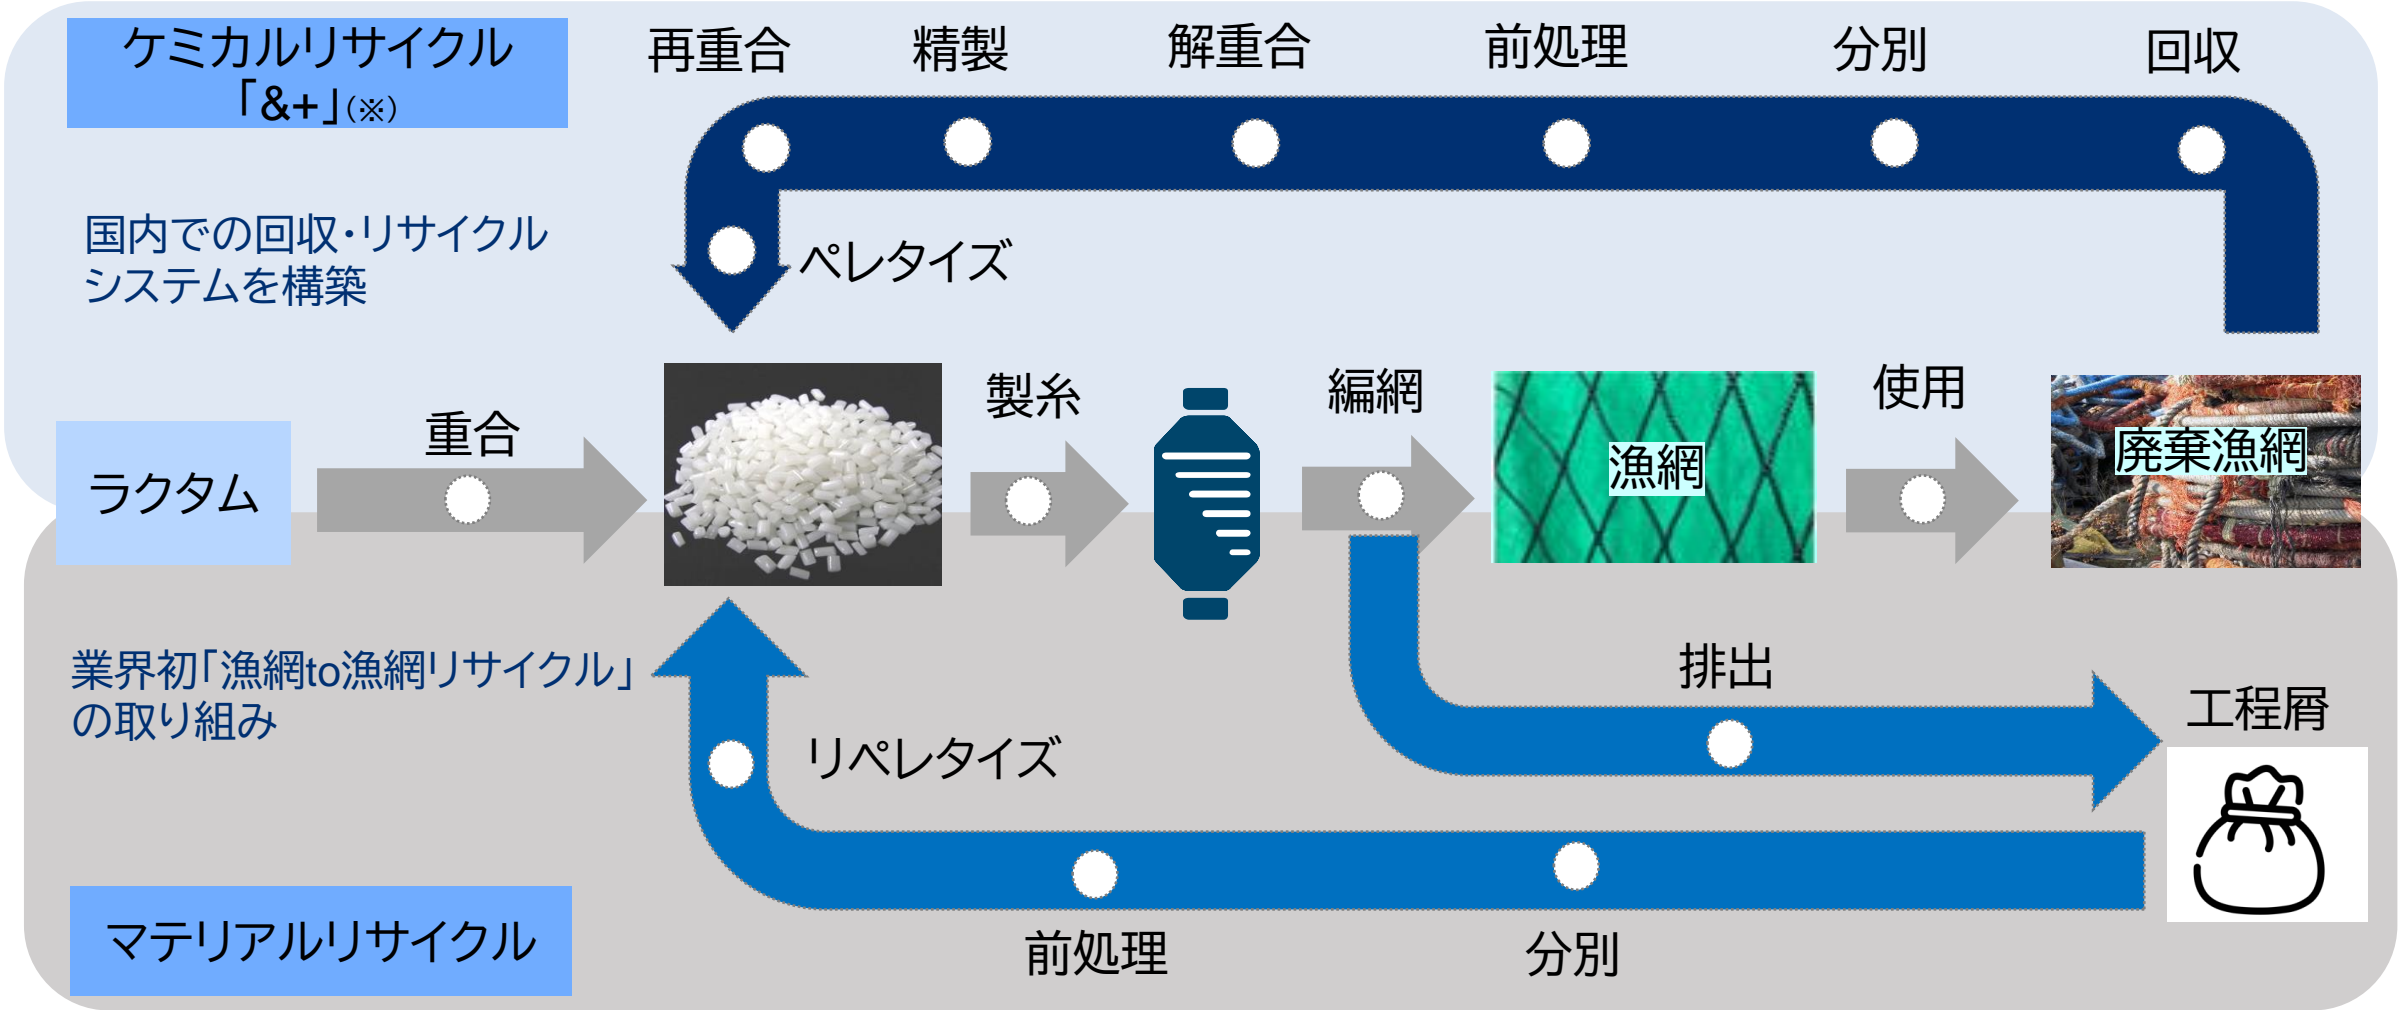 ケミカルリサイクル
「&+」(※)
再重合
精製
解重合
前処理
分別
回収
国内での回収・リサイクル
システムを構築
ペレタイズ
ラクタム
重合
製糸
編網
漁網
使用
廃棄漁網
業界初「漁網to漁網リサイクル」
の取り組み
リペレタイズ
排出
工程屑
マテリアルリサイクル
前処理
分別